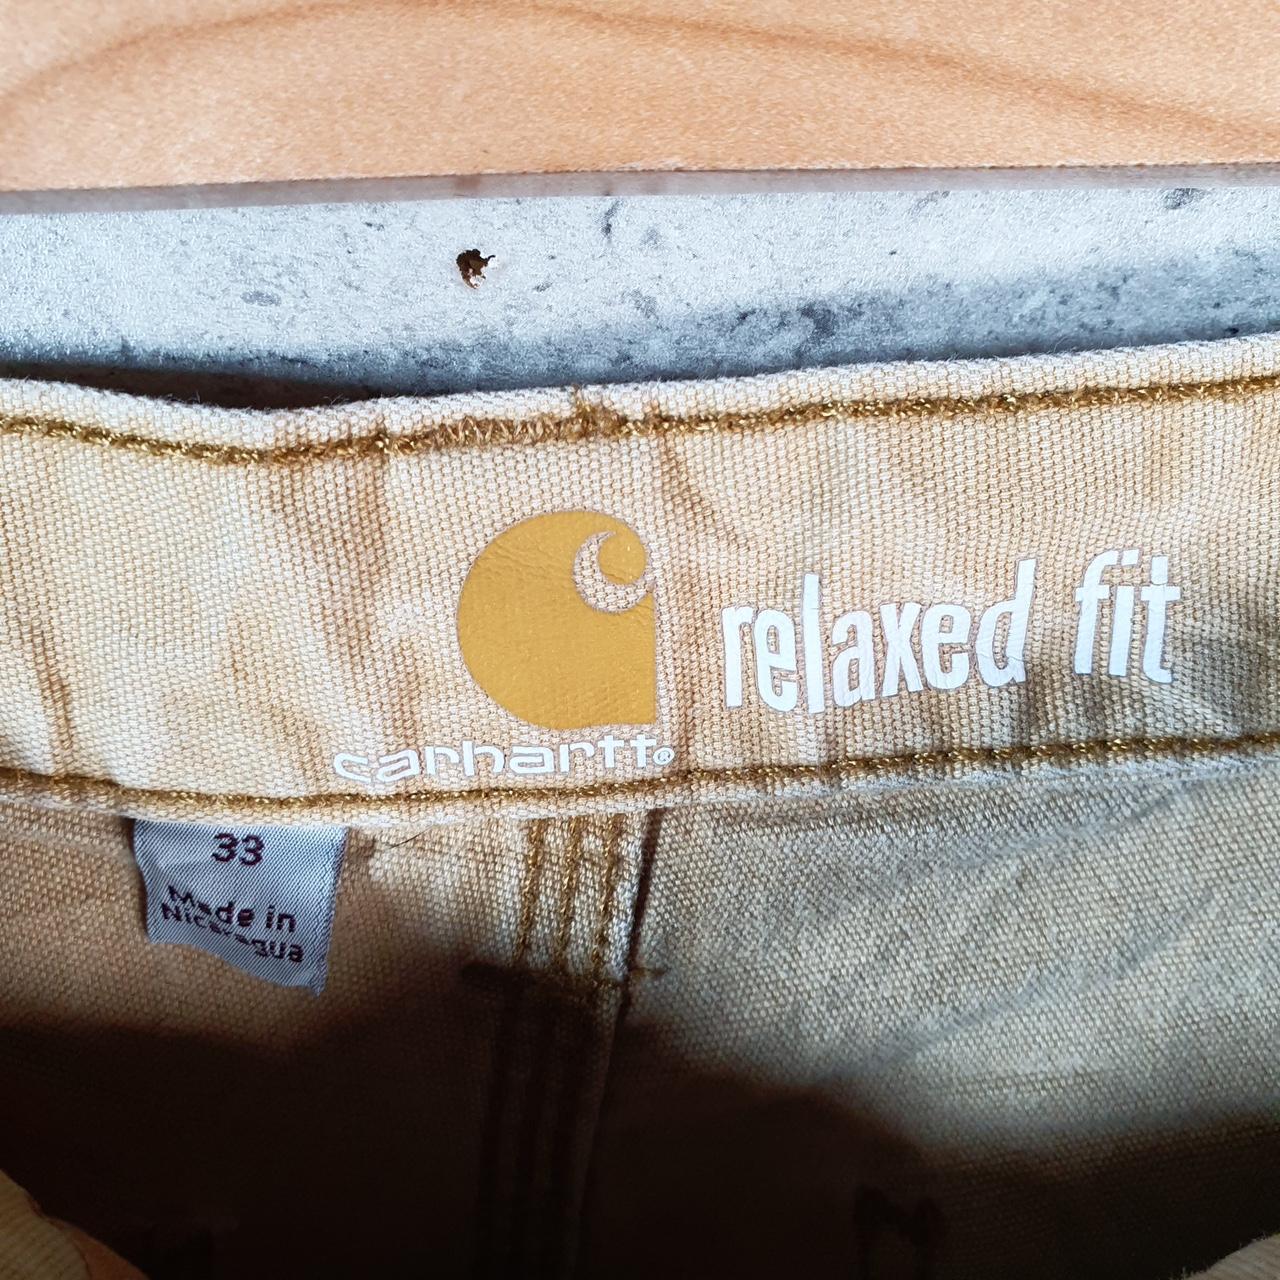 relaxed fit
carhartt®
33
Made in
Nicaragua